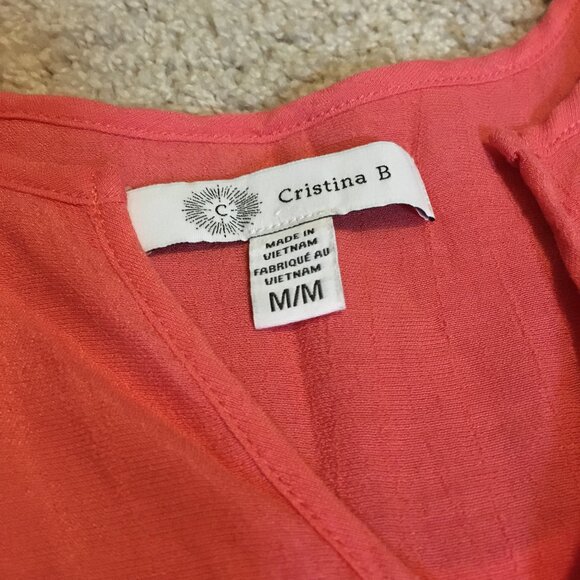 C
Cristina B
MADE IN
VIETNAM
FABRIQUÉ AU
VIETNAM
M/M